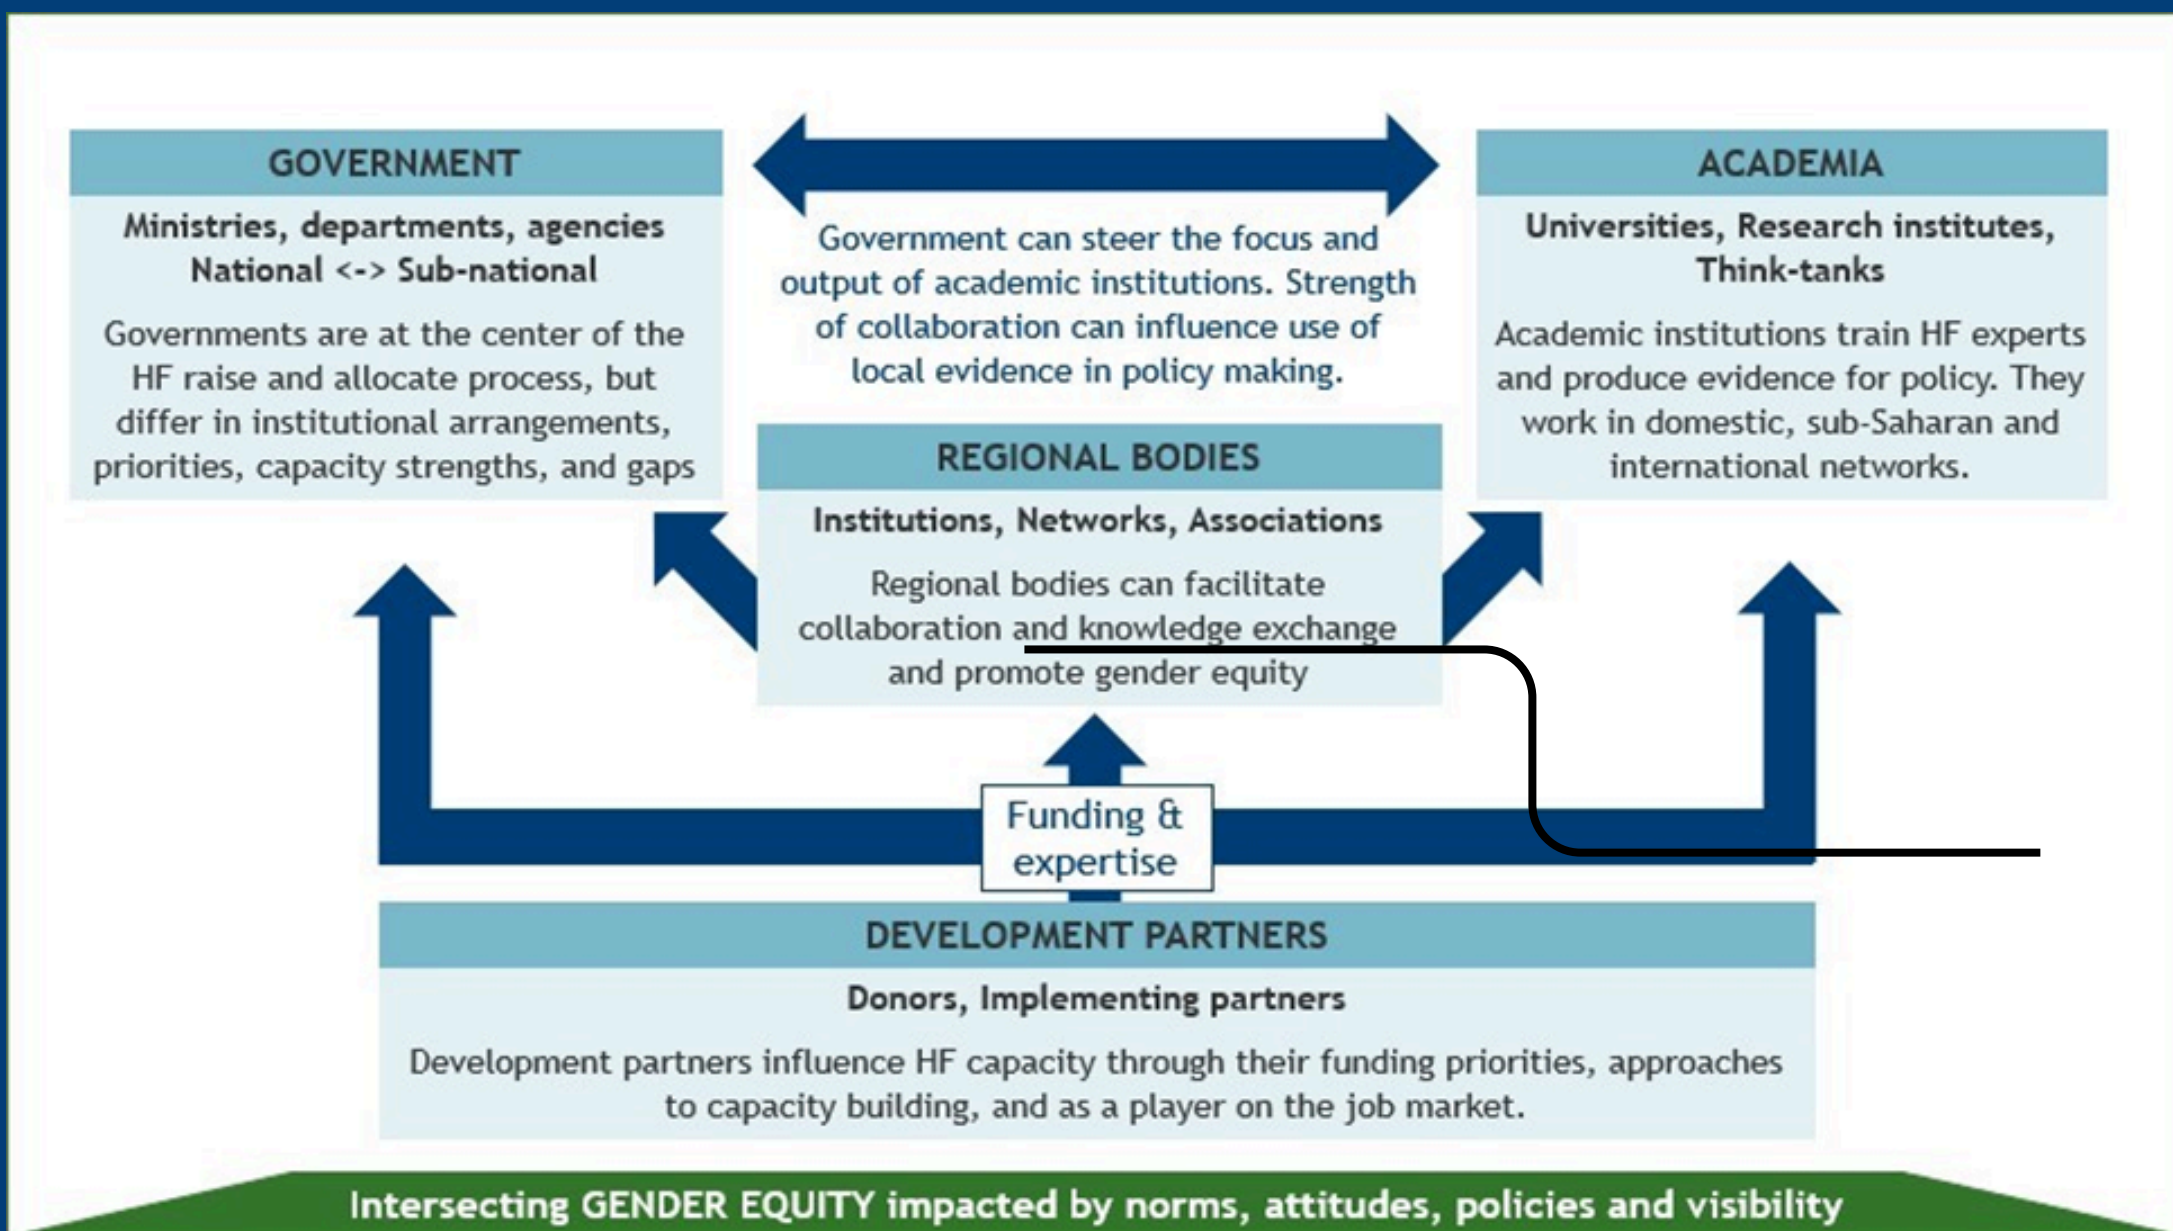 GOVERNMENT
Ministries, departments, agencies
National <-> Sub-national
Governments are at the center of the
HF raise and allocate process, but
differ in institutional arrangements,
priorities, capacity strengths, and gaps
Government can steer the focus and
output of academic institutions. Strength
of collaboration can influence use of
local evidence in policy making.
ACADEMIA
Universities, Research institutes,
Think-tanks
Academic institutions train HF experts
and produce evidence for policy. They
work in domestic, sub-Saharan and
international networks.
REGIONAL BODIES
Institutions, Networks, Associations
Regional bodies can facilitate
collaboration and knowledge exchange
and promote gender equity
Funding &
expertise
DEVELOPMENT PARTNERS
Donors, Implementing partners
Development partners influence HF capacity through their funding priorities, approaches
to capacity building, and as a player on the job market.
Intersecting GENDER EQUITY impacted by norms, attitudes, policies and visibility